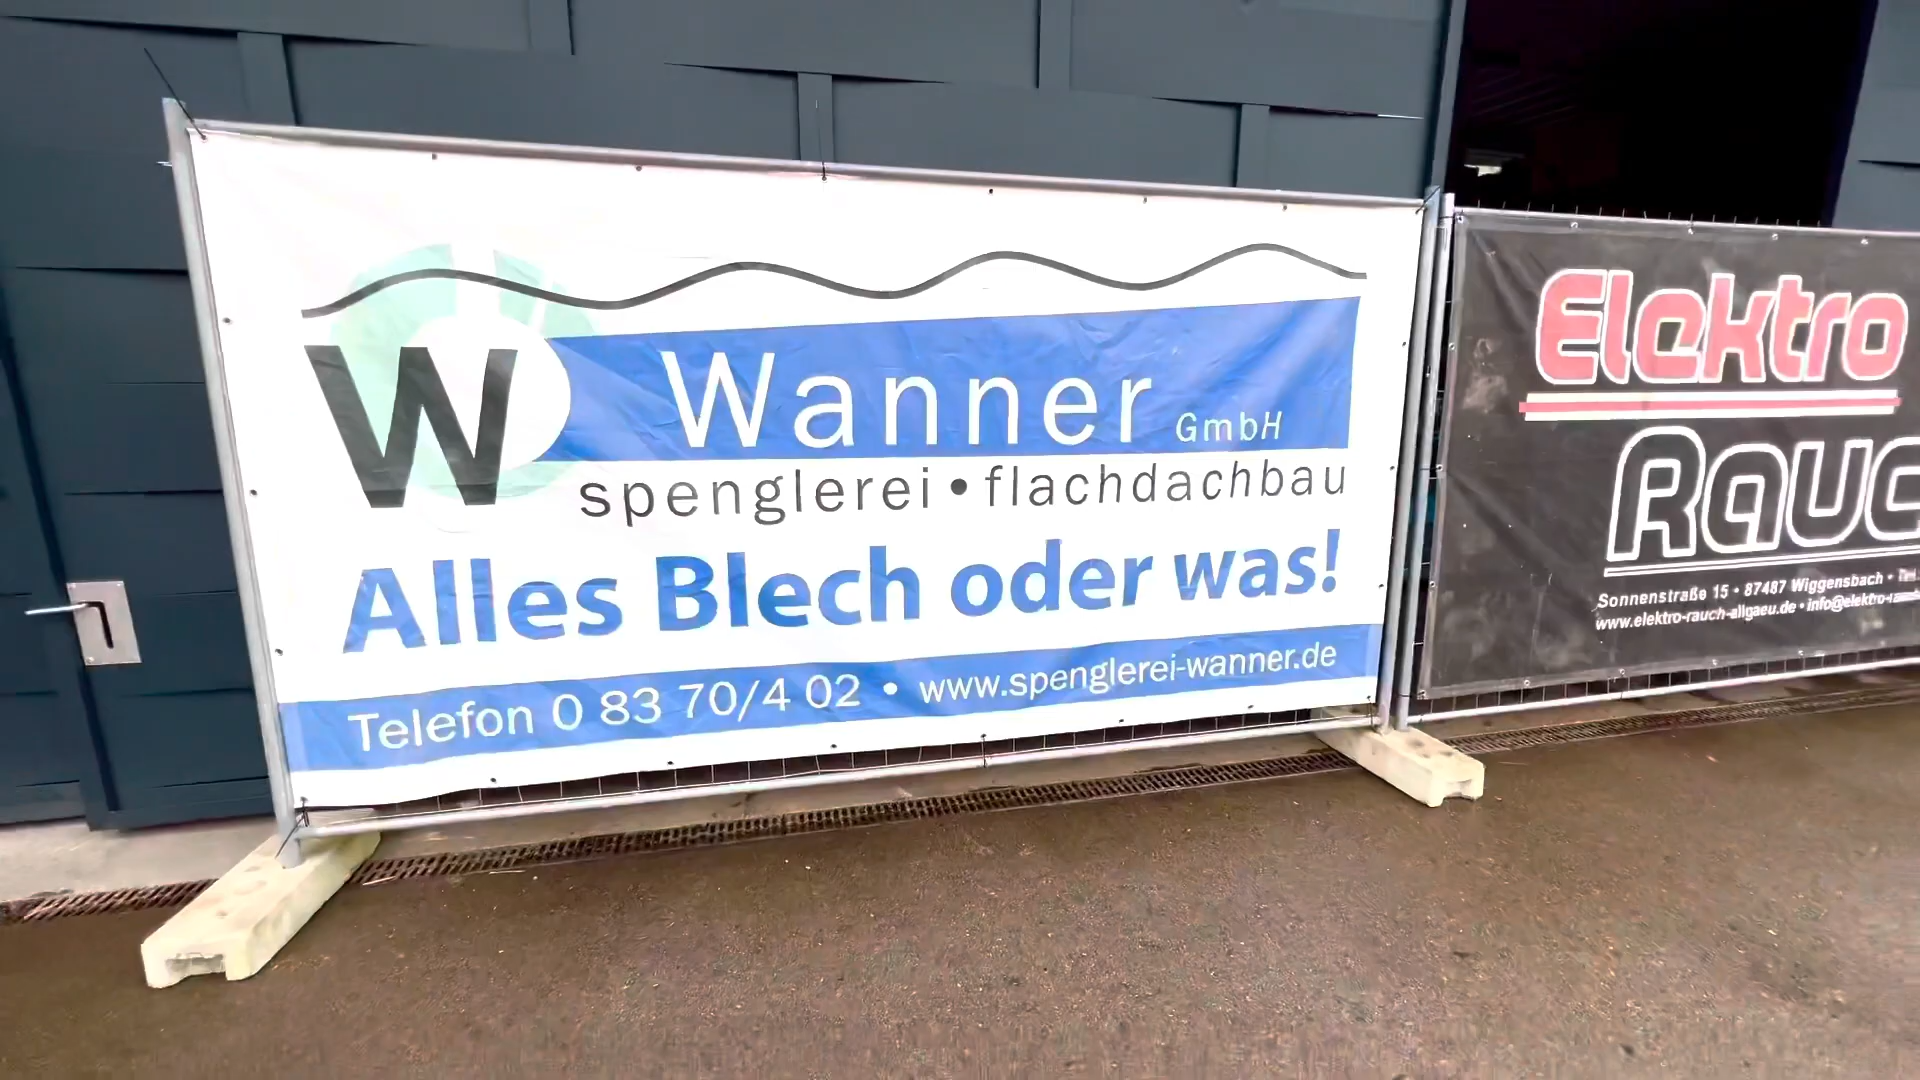 W
Wanner GmbH
spenglerei • flachdachbau
Alles Blech oder was!
Telefon 0 83 70/4 02 • www.spenglerei-wanner.de
Elektro
Sonnenstraße 15 • 87487 Wiggensbach •
www.elektro-rauch-allgaeu.de •